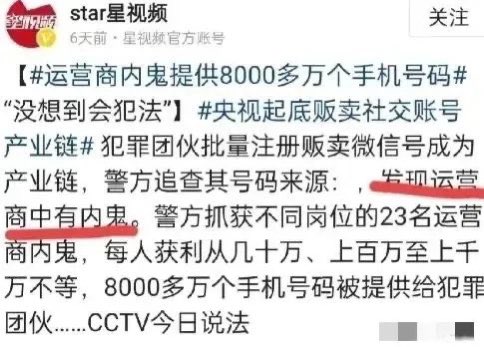 星视频
star星视频
关注
6天前·星视频官方账号
【#运营商内鬼提供8000多万个手机号码#
“没想到会犯法”】#央视起底贩卖社交账号
产业链# 犯罪团伙批量注册贩卖微信号成为
产业链，警方追查其号码来源：，发现运营
商中有内鬼。警方抓获不同岗位的23名运营
商内鬼，每人获利从几十万、上百万至上千
万不等，8000多万个手机号码被提供给犯罪
团伙……CCTV今日说法